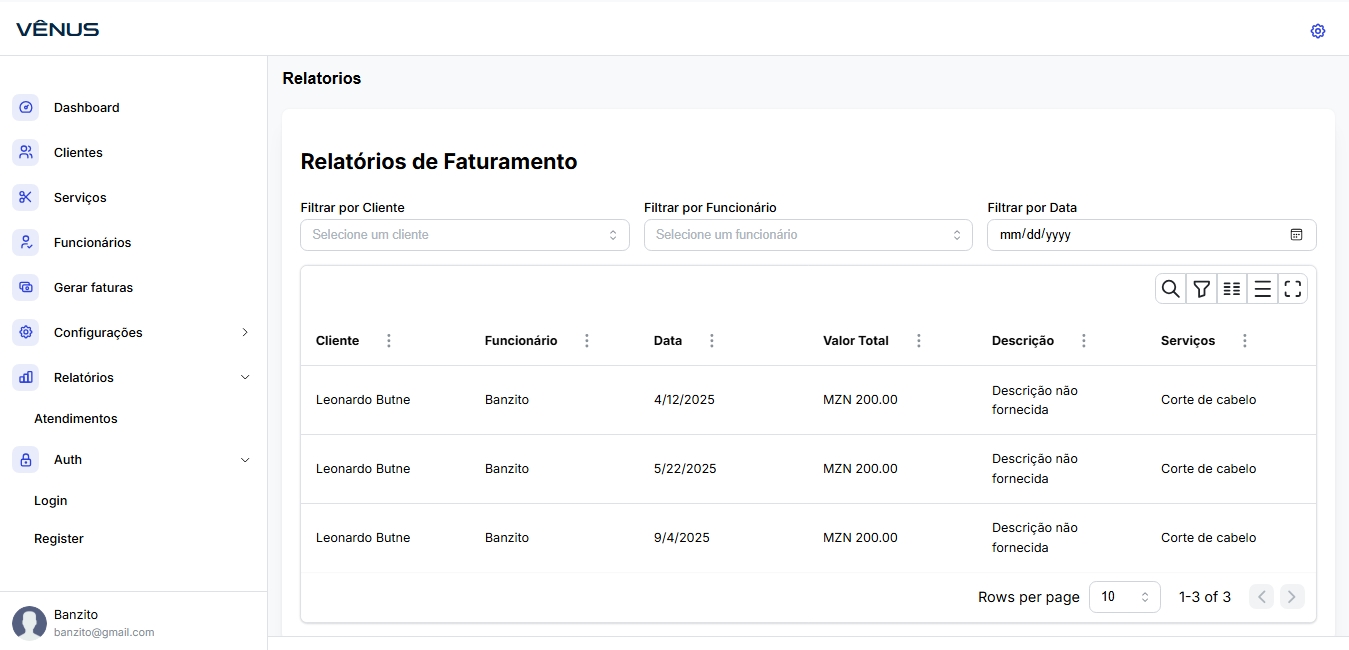 VÊNUS
Dashboard
Clientes
Serviços
Funcionários
Gerar faturas
Configurações
Relatórios
Atendimentos
Auth
Login
Register
Banzito
banzito@gmail.com
Relatorios
Relatórios de Faturamento
Filtrar por Cliente Filtrar por Funcionário Filtrar por Data
Selecione um cliente Selecione um funcionário mm/dd/yyyy
Cliente Funcionário Data Valor Total Descrição Serviços
Leonardo Butne Banzito 4/12/2025 MZN 200.00 Descrição não fornecida Corte de cabelo
Leonardo Butne Banzito 5/22/2025 MZN 200.00 Descrição não fornecida Corte de cabelo
Leonardo Butne Banzito 9/4/2025 MZN 200.00 Descrição não fornecida Corte de cabelo
Rows per page 10 1-3 of 3